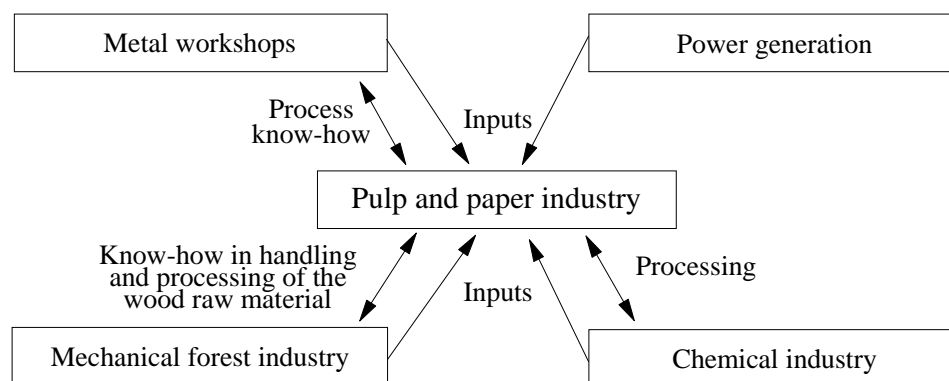 Metal workshops
Power generation
Process
know-how
Inputs
Pulp and paper industry
Know-how in handling
and processing of the
wood raw material
Inputs
Processing
Mechanical forest industry
Chemical industry